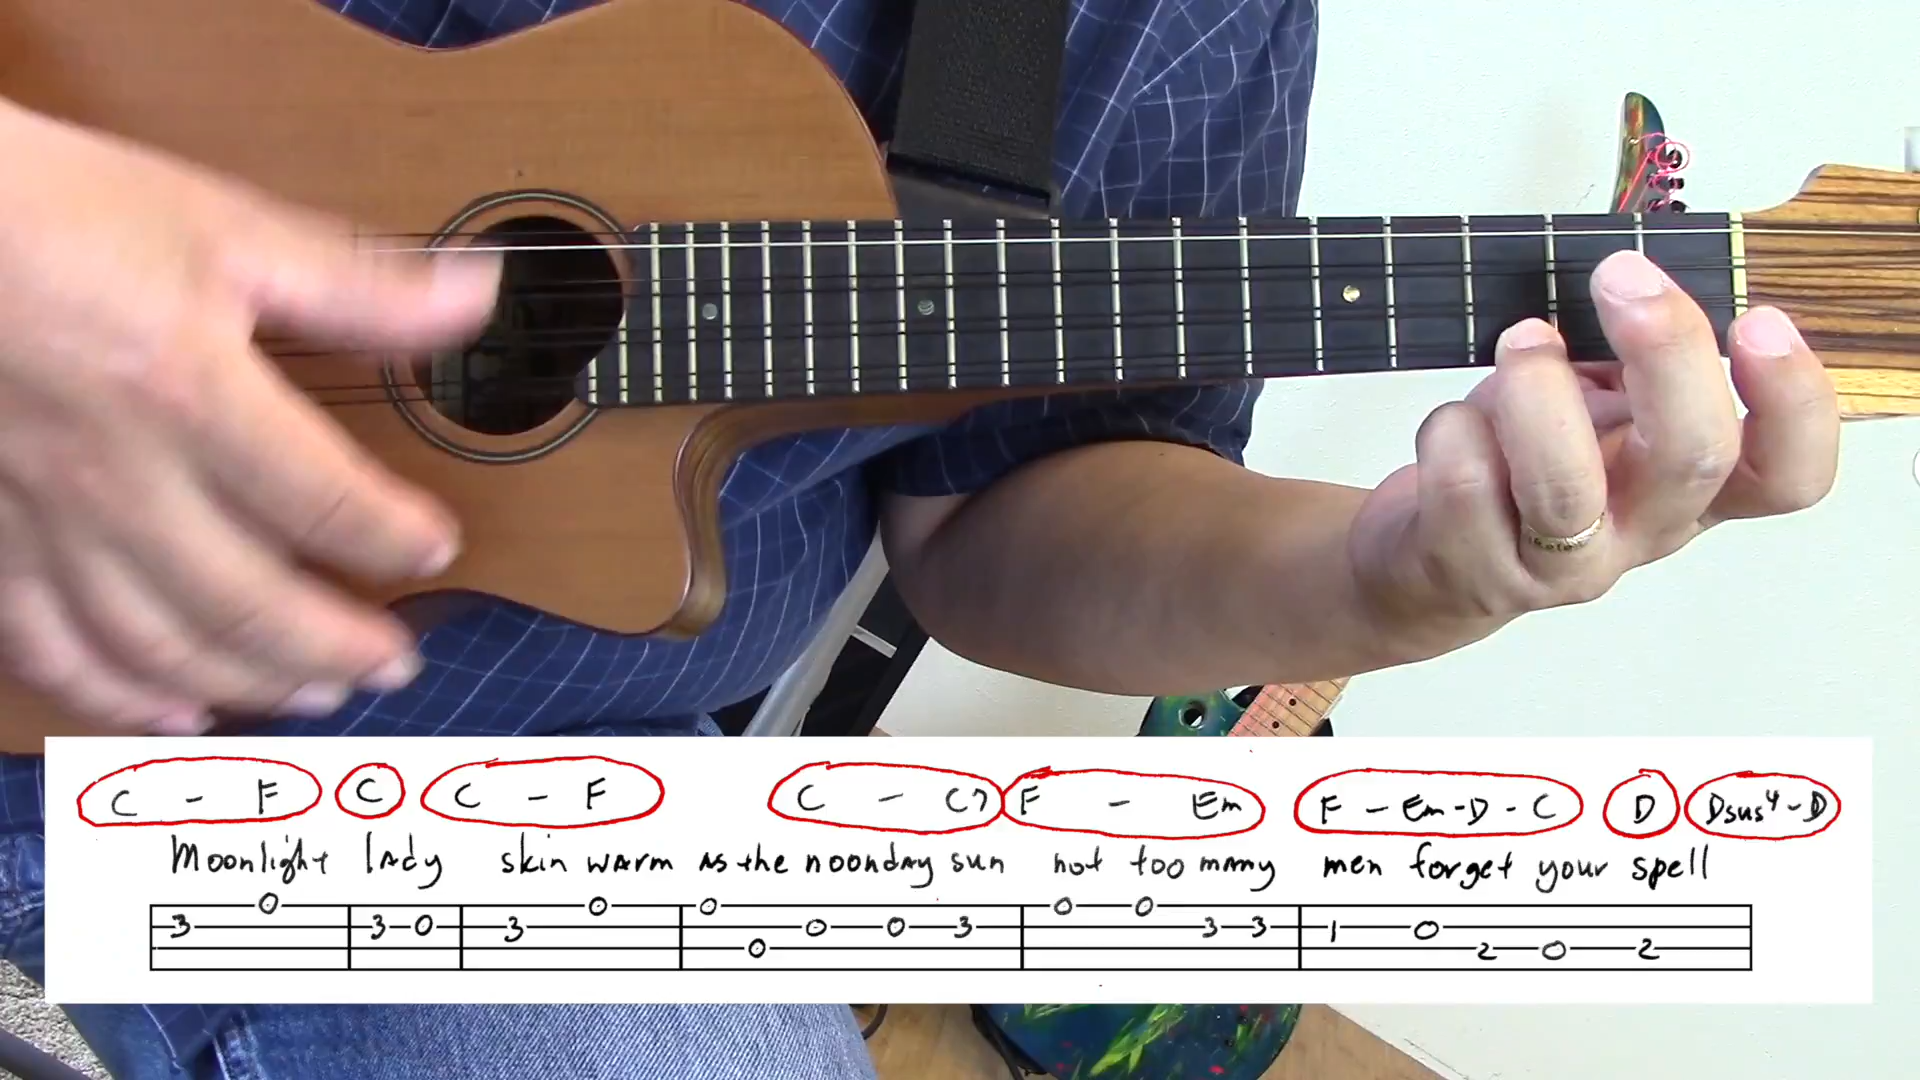 C - F C C - F C - C7 F - Em F - Em - D - C D Dsus4 - D
Moonlight lady skin warm as the noonday sun not too many men forget your spell
0 0 0 0 0
3 3 0 3 0 0 3 3 3 1 0
0 2 0 2